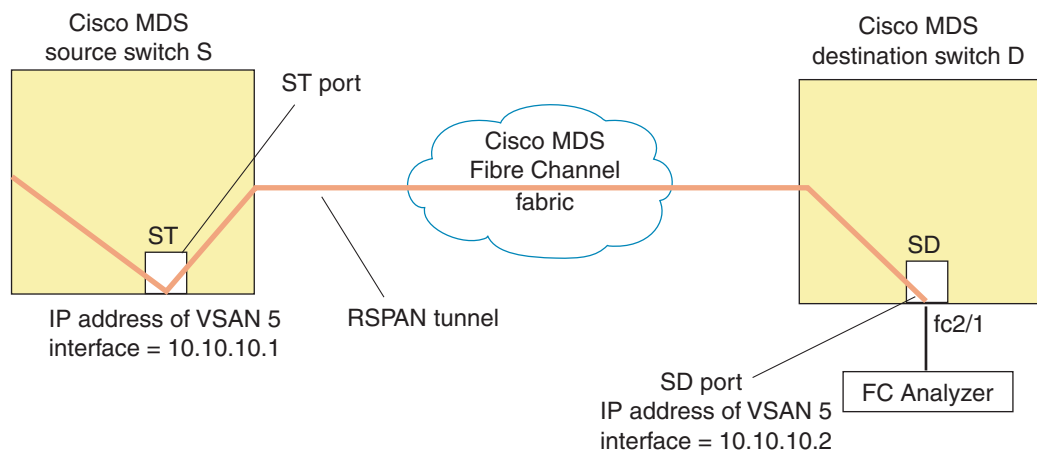 Cisco MDS
source switch S
ST port
Cisco MDS
destination switch D
Cisco MDS
Fibre Channel
fabric
ST
SD
IP address of VSAN 5
interface = 10.10.10.1
RSPAN tunnel
fc2/1
SD port
IP address of VSAN 5
interface = 10.10.10.2
FC Analyzer